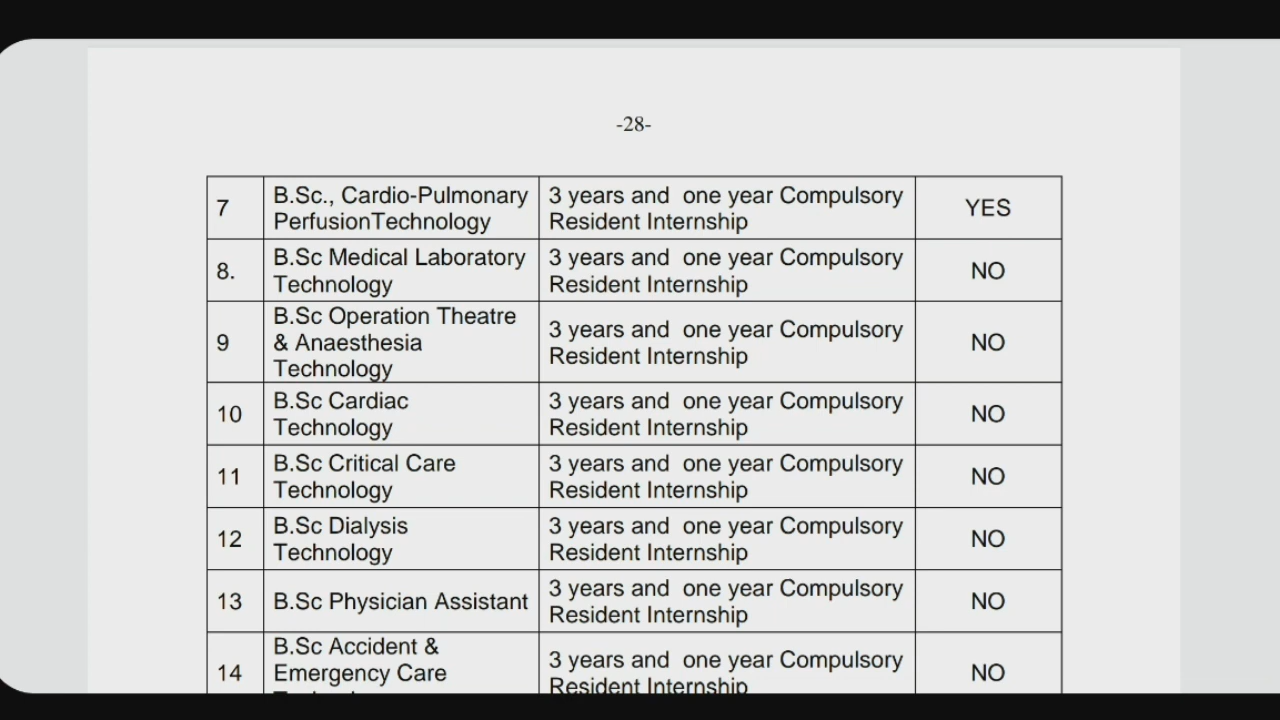 -28-
7
B.Sc., Cardio-Pulmonary
PerfusionTechnology
3 years and one year Compulsory
Resident Internship
YES
8.
B.Sc Medical Laboratory
Technology
3 years and one year Compulsory
Resident Internship
NO
9
B.Sc Operation Theatre
& Anaesthesia
Technology
3 years and one year Compulsory
Resident Internship
NO
10
B.Sc Cardiac
Technology
3 years and one year Compulsory
Resident Internship
NO
11
B.Sc Critical Care
Technology
3 years and one year Compulsory
Resident Internship
NO
12
B.Sc Dialysis
Technology
3 years and one year Compulsory
Resident Internship
NO
13
B.Sc Physician Assistant
3 years and one year Compulsory
Resident Internship
NO
14
B.Sc Accident &
Emergency Care
3 years and one year Compulsory
Resident Internship
NO